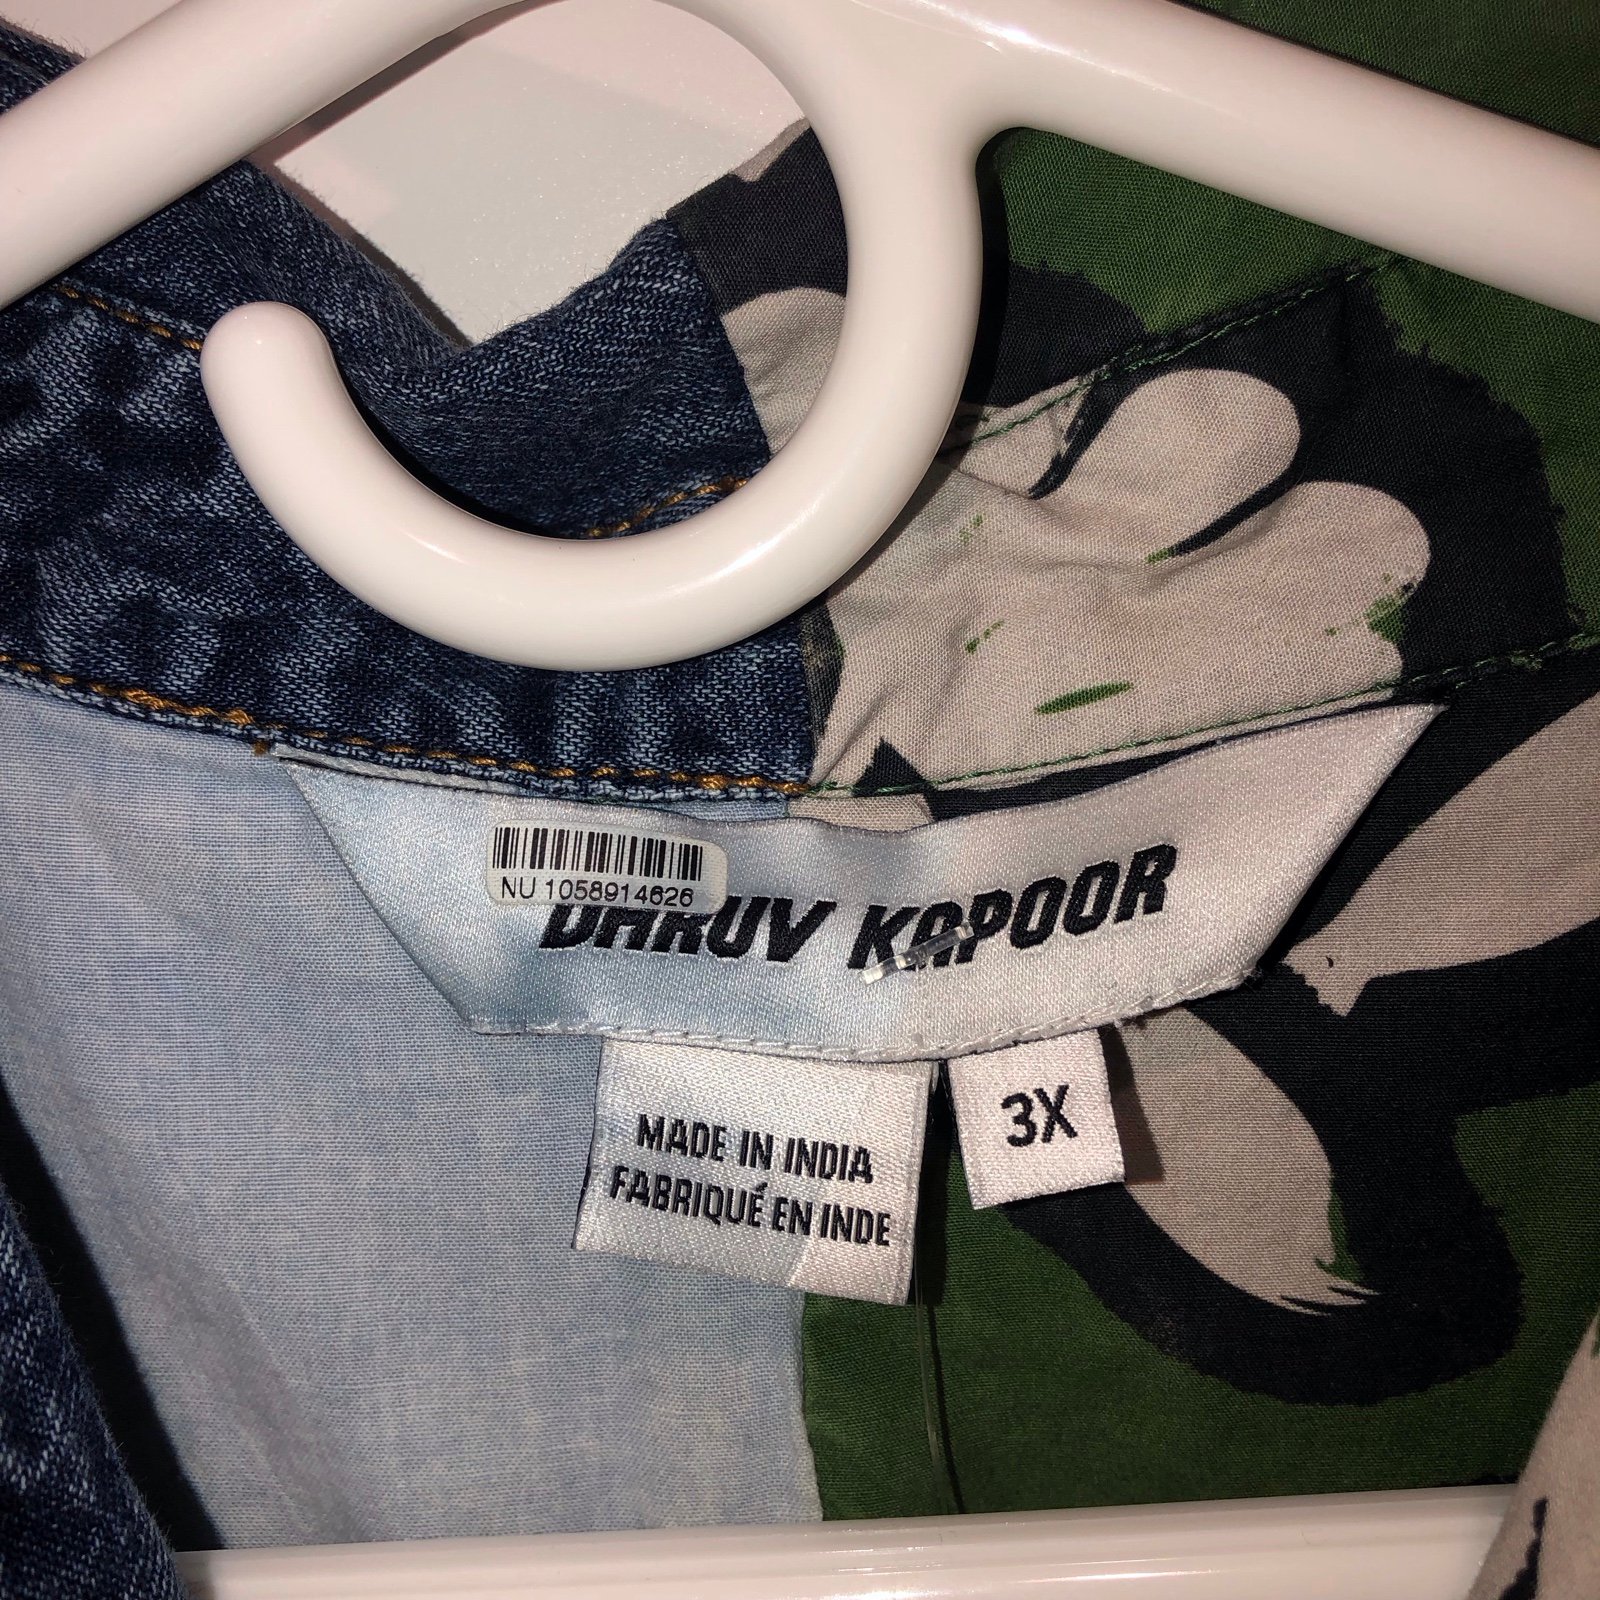 NU 1058914626
DHRUV KAPOOR
MADE IN INDIA
FABRIQUÉ EN INDE
3X